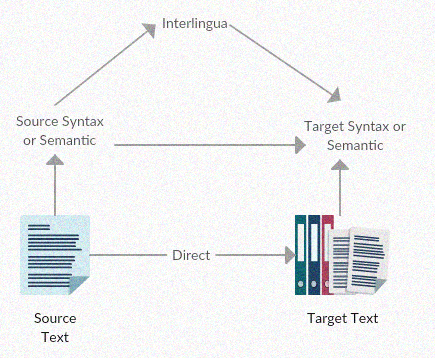 Interlingua
Source Syntax
or Semantic
Target Syntax or
Semantic
Direct
Source
Text
Target Text